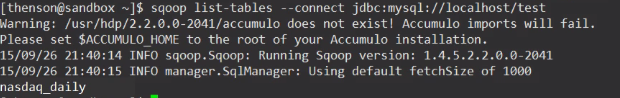 [thenson@sandbox ~]$ sqoop list-tables --connect jdbc:mysql://localhost/test
Warning: /usr/hdp/2.2.0.0-2041/accumulo does not exist! Accumulo imports will fail.
Please set $ACCUMULO_HOME to the root of your Accumulo installation.
15/09/26 21:40:14 INFO sqoop.Sqoop: Running Sqoop version: 1.4.5.2.2.0.0-2041
15/09/26 21:40:15 INFO manager.SqlManager: Using default fetchSize of 1000
nasdaq_daily